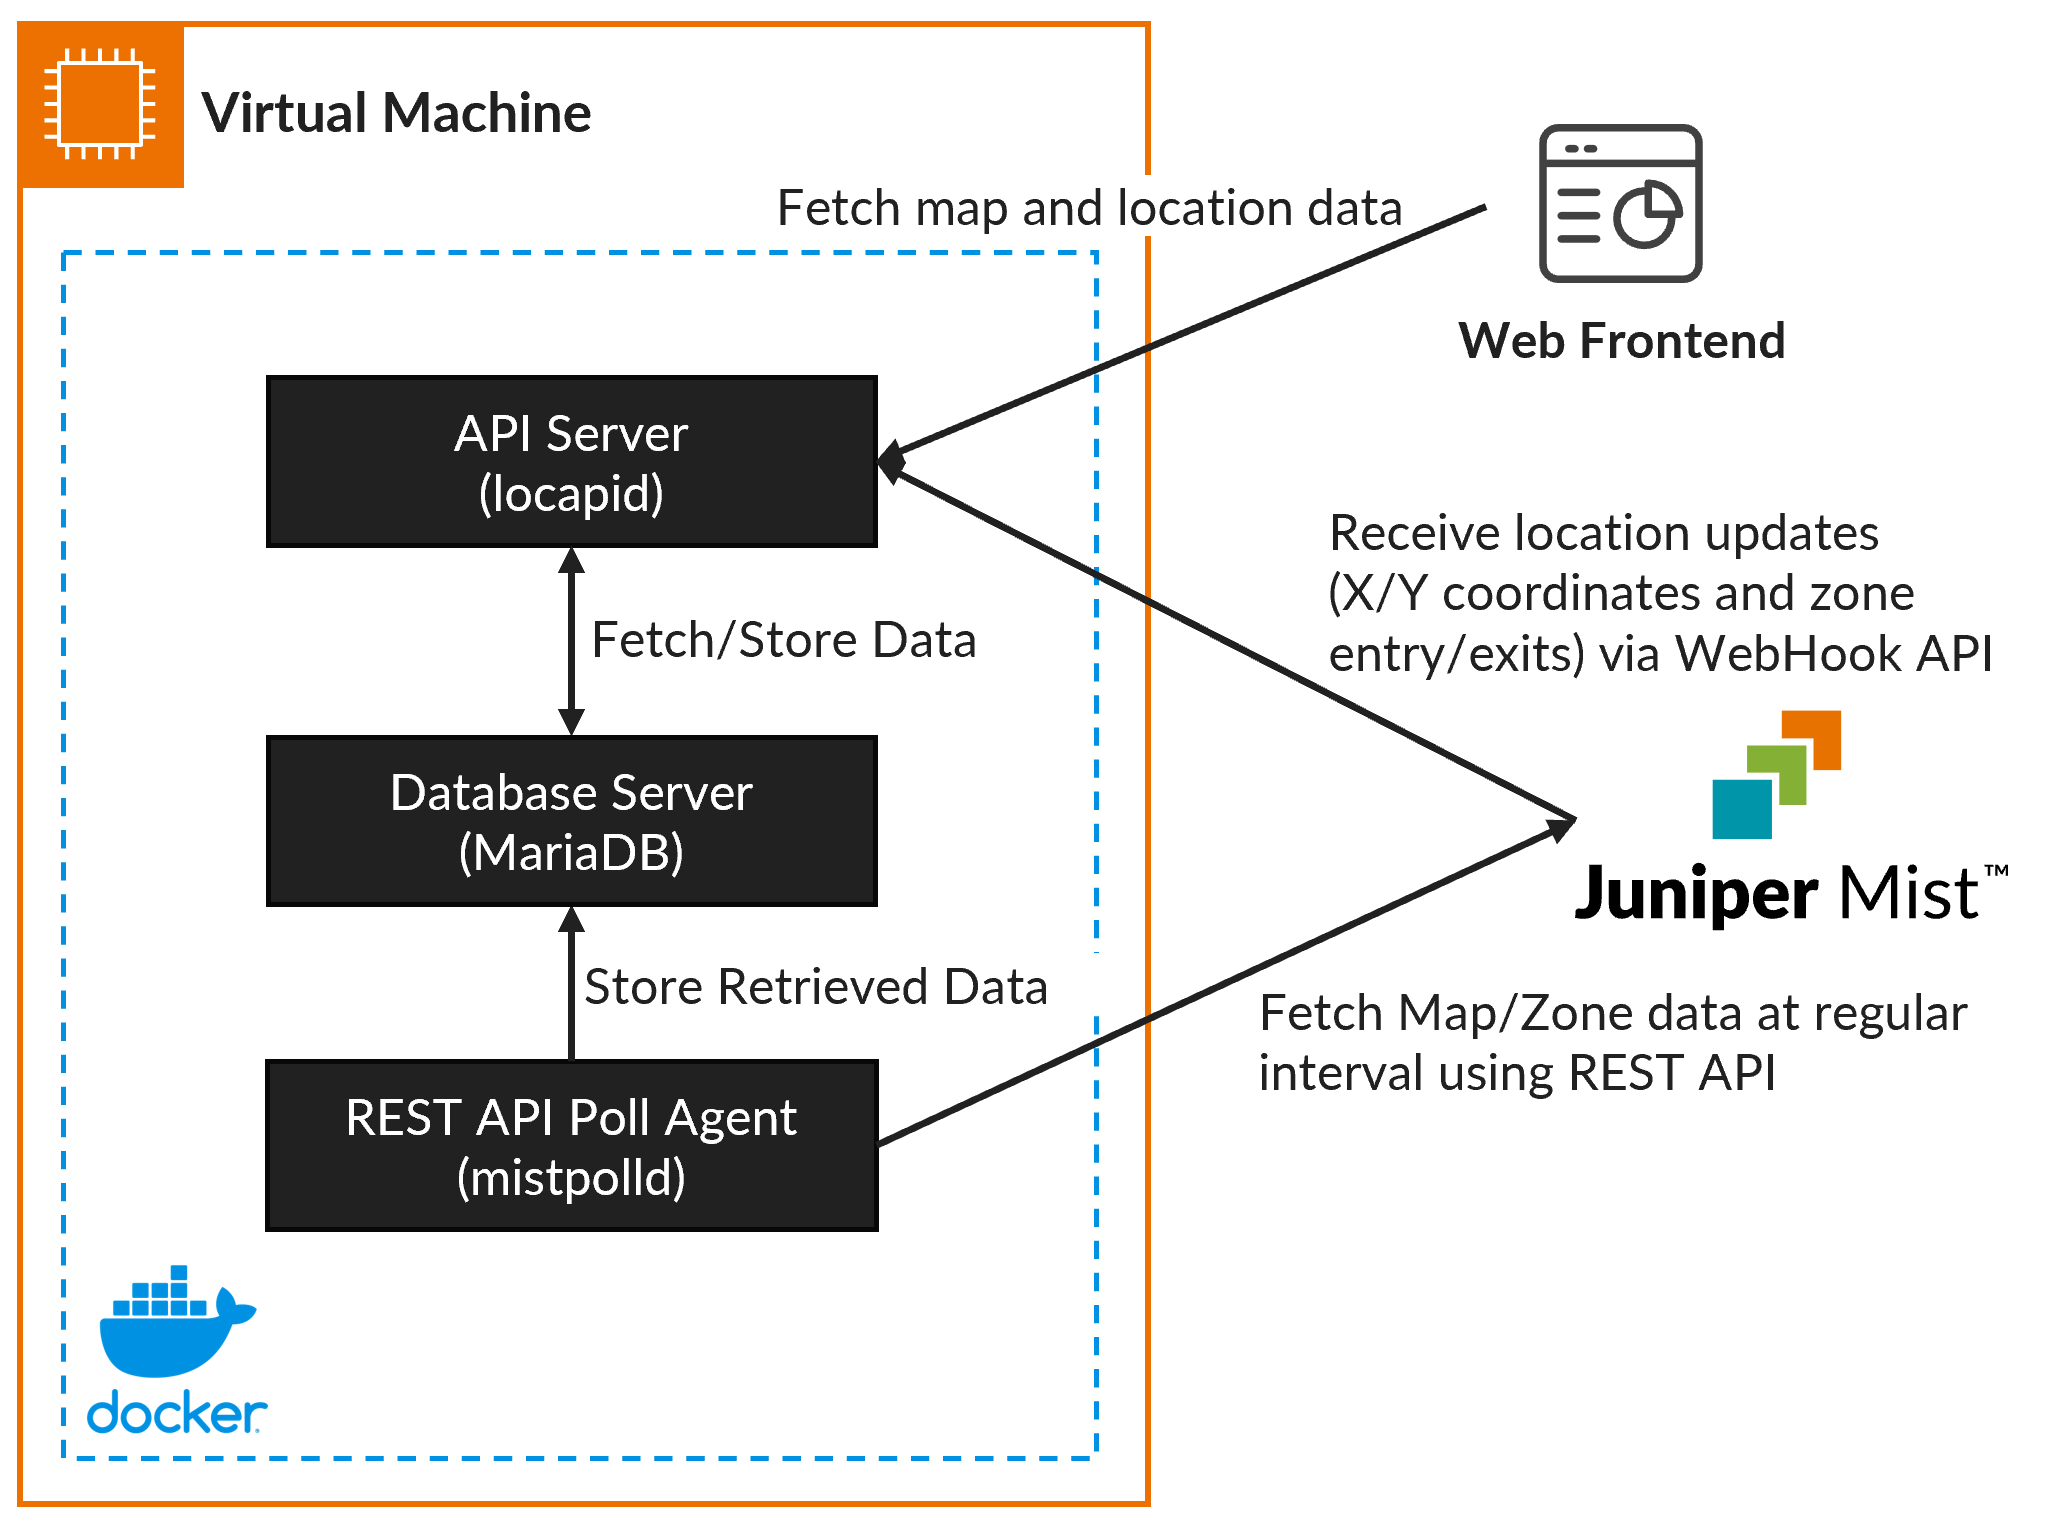 Virtual Machine
Fetch map and location data
Web Frontend
API Server
(locapid)
Receive location updates
(X/Y coordinates and zone
entry/exits) via WebHook API
Fetch/Store Data
Database Server
(MariaDB)
Juniper Mist™
Store Retrieved Data
Fetch Map/Zone data at regular
interval using REST API
REST API Poll Agent
(mistpolld)
docker